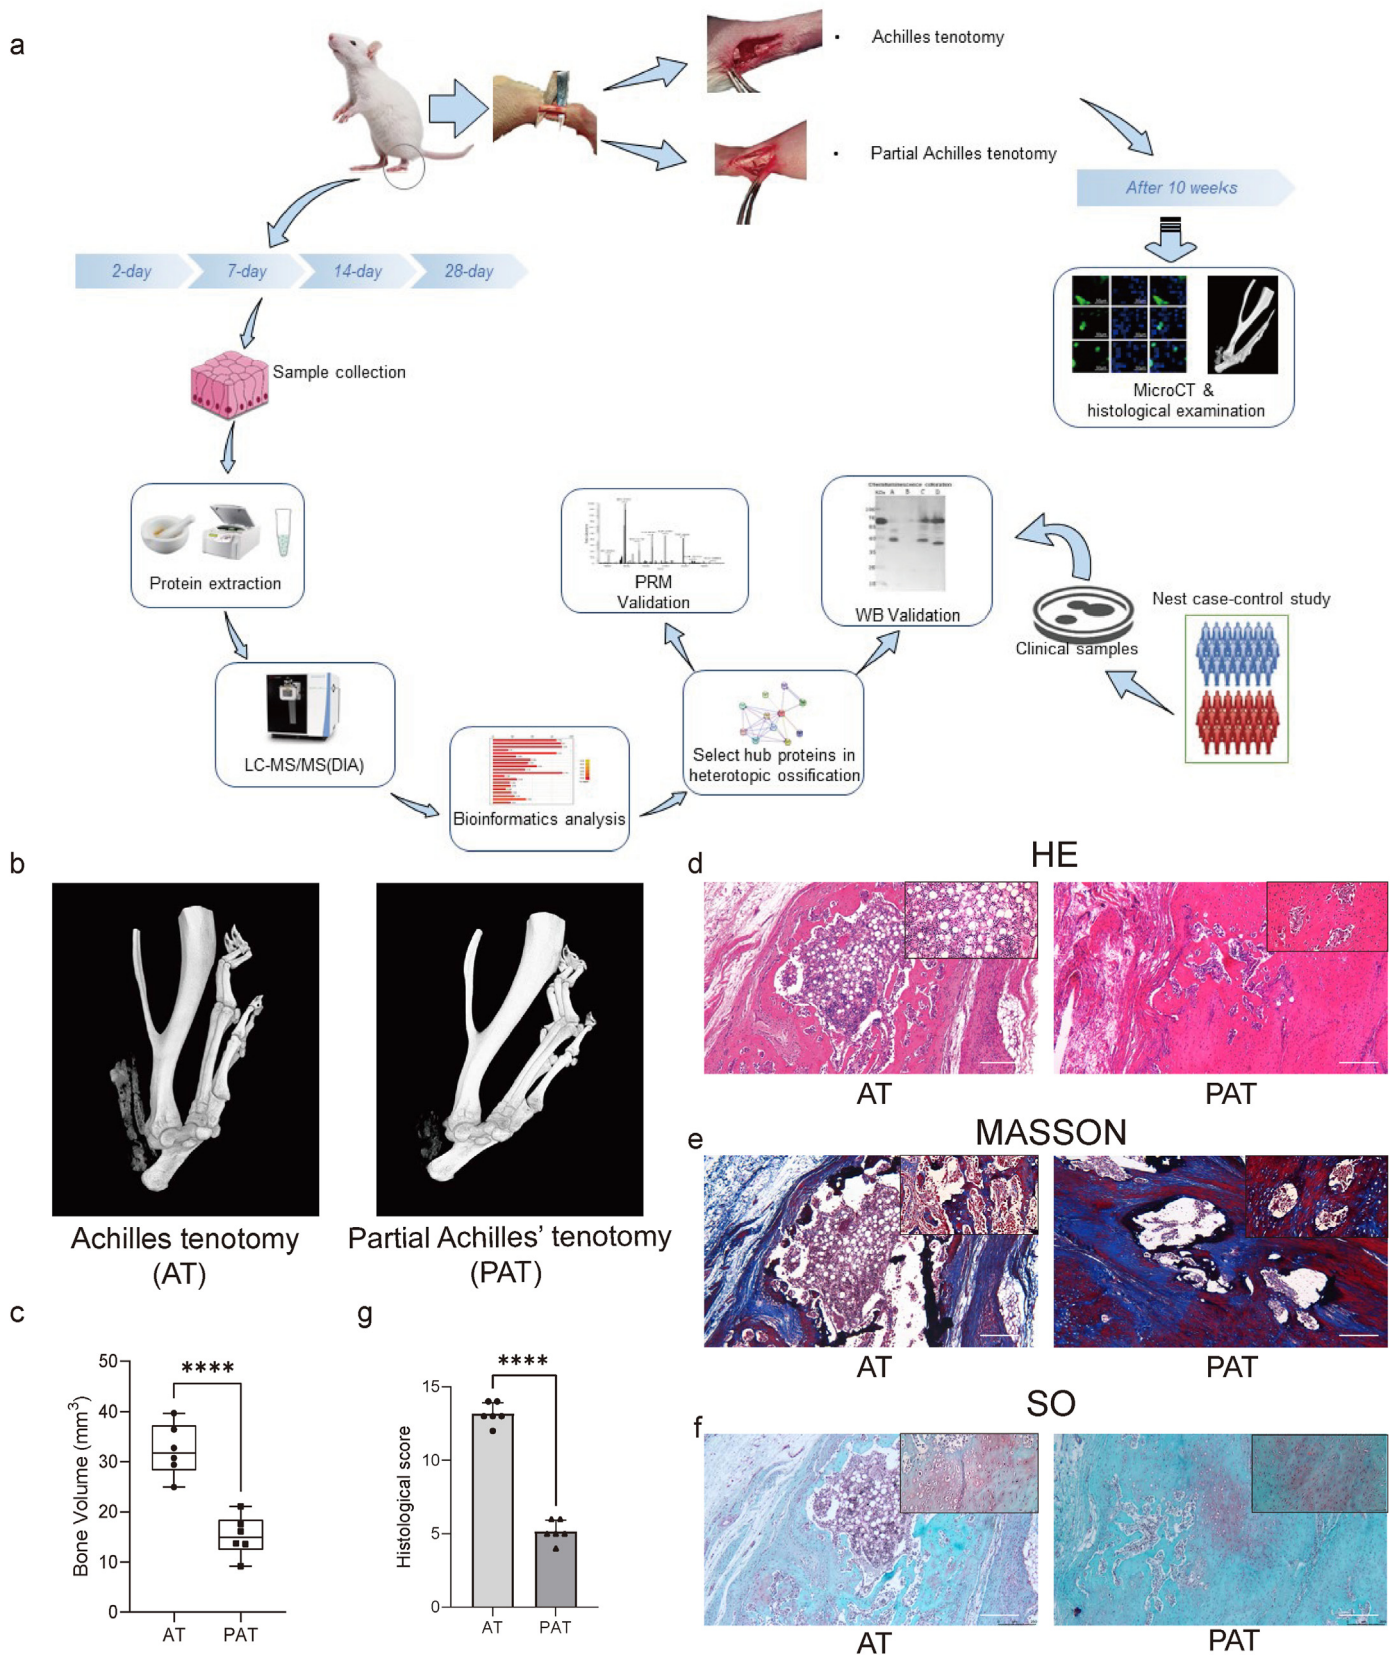 a
Achilles tenotomy
Partial Achilles tenotomy
After 10 weeks
2-day
7-day
14-day
28-day
Sample collection
MicroCT &
histological examination
Protein extraction
PRM
Validation
Chemiluminescence coloration
A B C D
WB Validation
Nest case-control study
Clinical samples
LC-MS/MS(DIA)
Bioinformatics analysis
Select hub proteins in
heterotopic ossification
b
Achilles tenotomy
(AT)
Partial Achilles’ tenotomy
(PAT)
c
****
Bone Volume (mm3)
50
40
30
20
10
0
AT
PAT
g
****
Histological score
15
10
5
0
AT
PAT
d
HE
AT
PAT
e
MASSON
AT
PAT
f
SO
AT
PAT